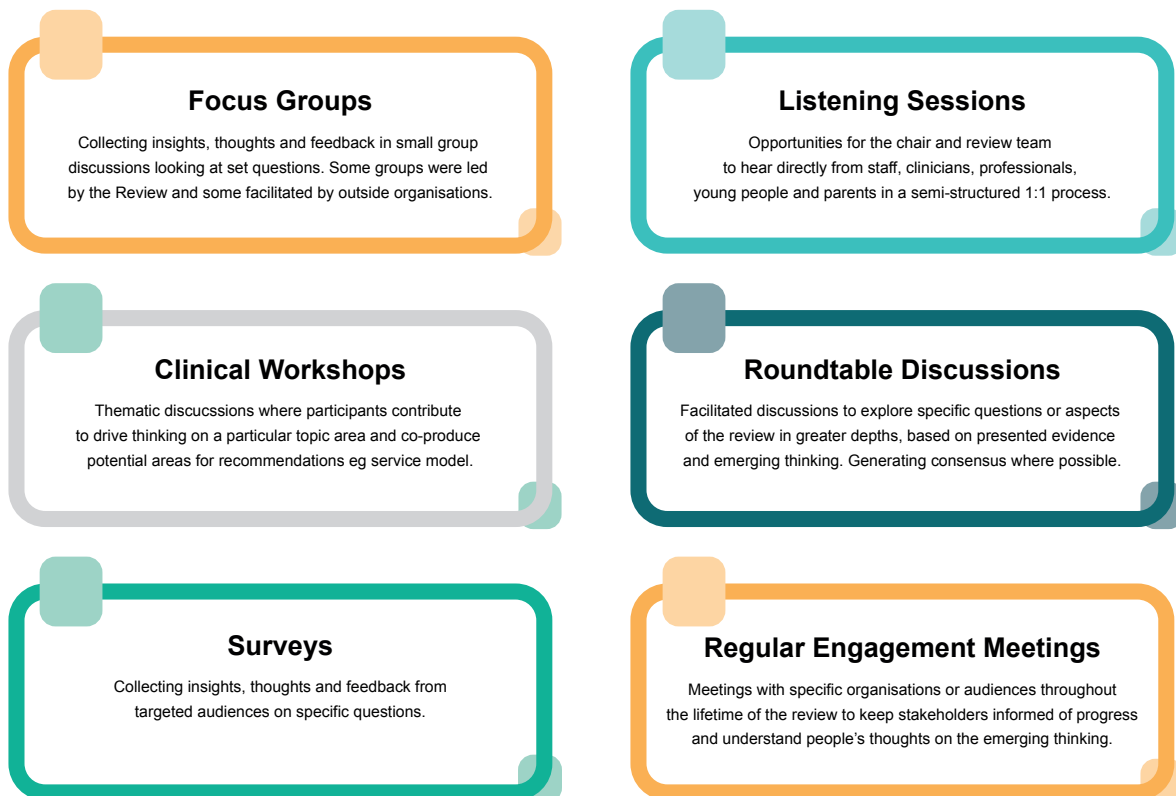 Focus Groups
Collecting insights, thoughts and feedback in small group
discussions looking at set questions. Some groups were led
by the Review and some facilitated by outside organisations.
Listening Sessions
Opportunities for the chair and review team
to hear directly from staff, clinicians, professionals,
young people and parents in a semi-structured 1:1 process.
Clinical Workshops
Thematic discucssions where participants contribute
to drive thinking on a particular topic area and co-produce
potential areas for recommendations eg service model.
Roundtable Discussions
Facilitated discussions to explore specific questions or aspects
of the review in greater depths, based on presented evidence
and emerging thinking. Generating consensus where possible.
Surveys
Collecting insights, thoughts and feedback from
targeted audiences on specific questions.
Regular Engagement Meetings
Meetings with specific organisations or audiences throughout
the lifetime of the review to keep stakeholders informed of progress
and understand people’s thoughts on the emerging thinking.